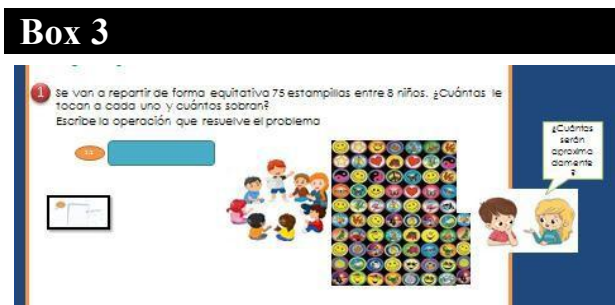 Box 3
1 Se van a repartir de forma equitativa 75 estampillas entre 8 niños. ¿Cuántas le
tocan a cada uno y cuántos sobran?
Escribe la operación que resuelve el problema
¿Cuántos
serán
aproxima
damente
?